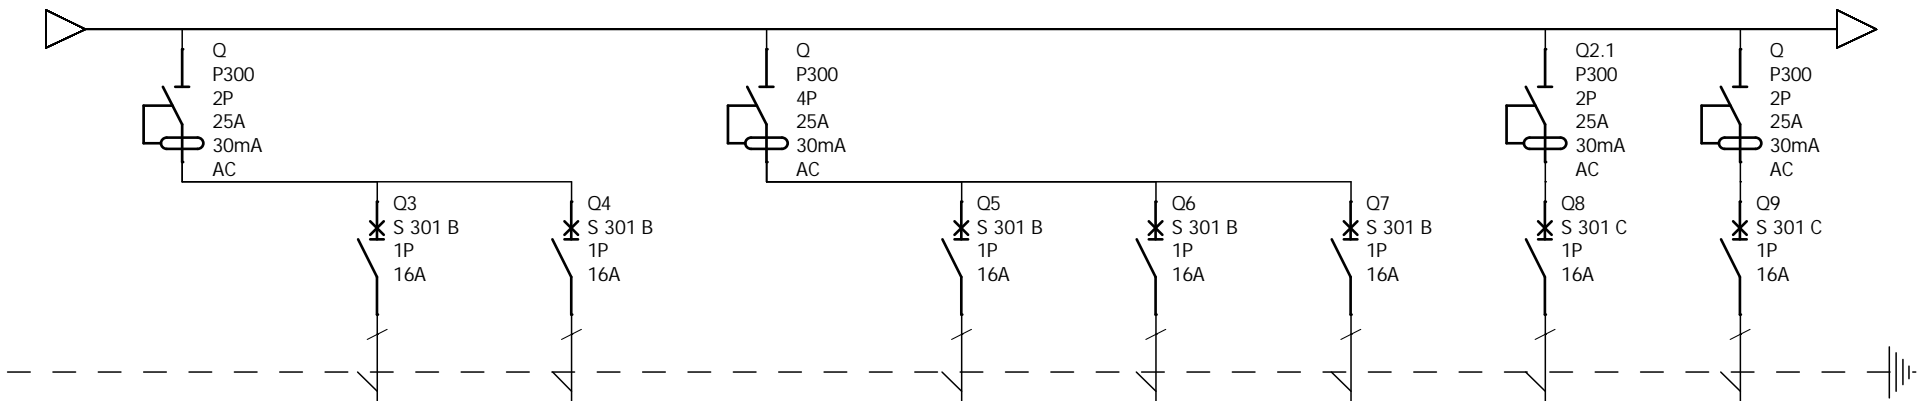 Q
P300
2P
25A
30mA
AC
Q
P300
4P
25A
30mA
AC
Q2.1
P300
2P
25A
30mA
AC
Q
P300
2P
25A
30mA
AC
Q3
S 301 B
1P
16A
Q4
S 301 B
1P
16A
Q5
S 301 B
1P
16A
Q6
S 301 B
1P
16A
Q7
S 301 B
1P
16A
Q8
S 301 C
1P
16A
Q9
S 301 C
1P
16A